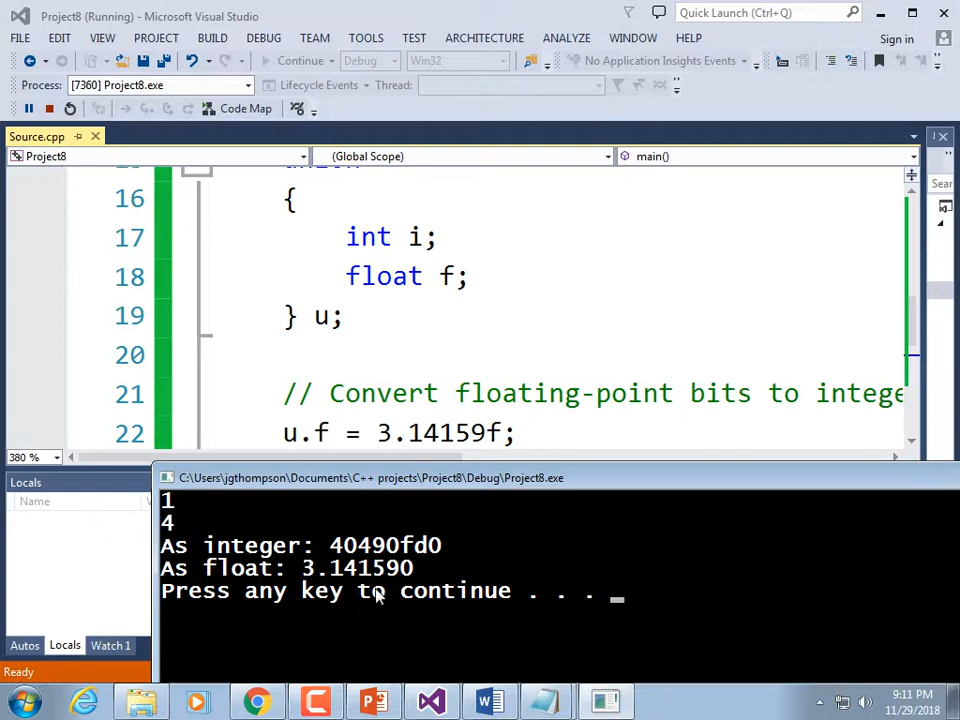 Project8 (Running) - Microsoft Visual Studio
Quick Launch (Ctrl+Q)
FILE EDIT VIEW PROJECT BUILD DEBUG TEAM TOOLS TEST ARCHITECTURE ANALYZE WINDOW HELP
Sign in
Continue Debug Win32 No Application Insights Events
Process: [7360] Project8.exe Lifecycle Events Thread:
Code Map
Source.cpp
Project8 (Global Scope) main()
Sear
16 {
17 int i;
18 float f;
19 } u;
20
21 // Convert floating-point bits to intege
22 u.f = 3.14159f;
380 %
Locals
Name
C:\Users\jgthompson\Documents\C++ projects\Project8\Debug\Project8.exe
1
4
As integer: 40490fd0
As float: 3.141590
Press any key to continue . . . _
Autos Locals Watch 1
Ready
9:11 PM
11/29/2018